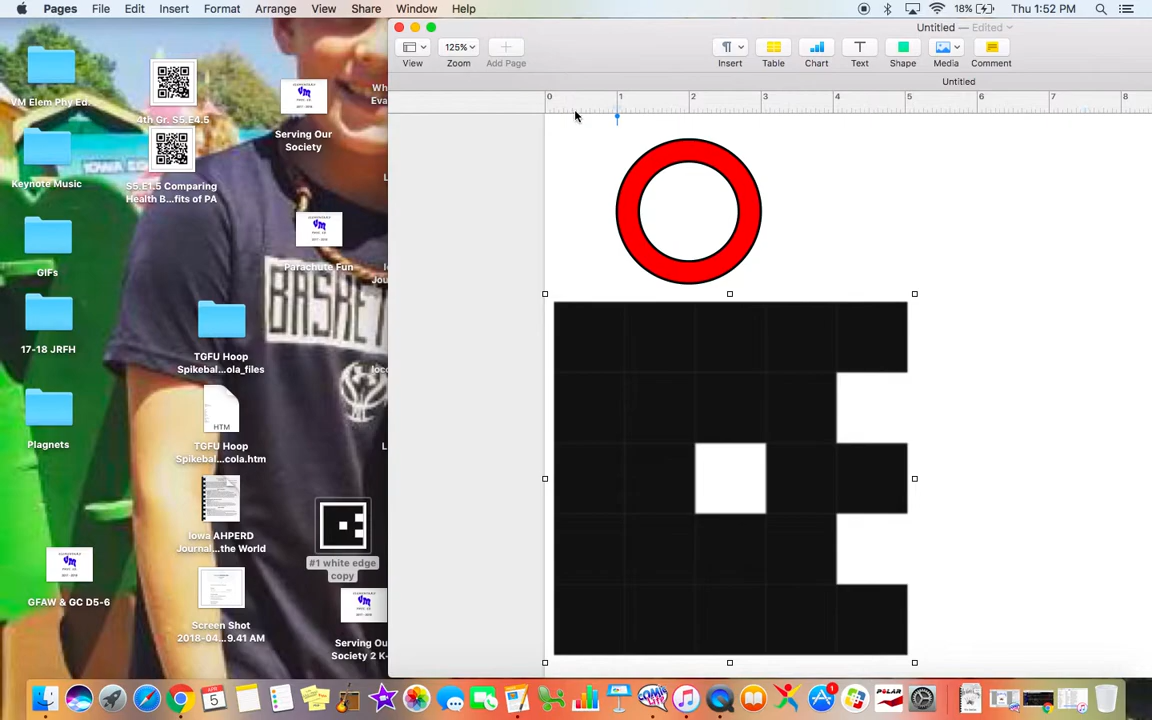 Pages File Edit Insert Format Arrange View Share Window Help
18% Thu 1:52 PM
Untitled — Edited
125%
View Zoom Add Page Insert Table Chart Text Shape Media Comment
Untitled
0 1 2 3 4 5 6 7 8
VM Elem Phy Ed.
4th Gr. S5.E4.5
Serving Our
Society
Keynote Music
S5.E1.5 Comparing
Health B...fits of PA
Parachute Fun
GIFs
BASKET
17-18 JRFH
TGFU Hoop
Spikebal...ola_files
HTM
Plagnets
TGFU Hoop
Spikebal...cola.htm
Iowa AHPERD
Journal...the World
#1 white edge
copy
GFAW & GC D5-6
Screen Shot
2018-04...9.41 AM
Serving Ou
Society 2 K-
POLAR